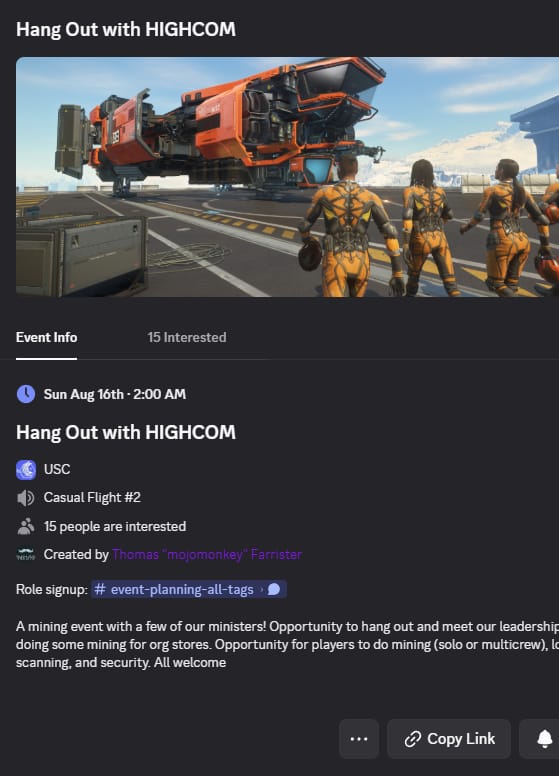 Hang Out with HIGHCOM
Event Info
15 Interested
Sun Aug 16th · 2:00 AM
Hang Out with HIGHCOM
USC
Casual Flight #2
15 people are interested
Created by Thomas "mojomonkey" Farrister
Role signup: # event-planning-all-tags ›
A mining event with a few of our ministers! Opportunity to hang out and meet our leadership
doing some mining for org stores. Opportunity for players to do mining (solo or multicrew),
scanning, and security. All welcome
Copy Link